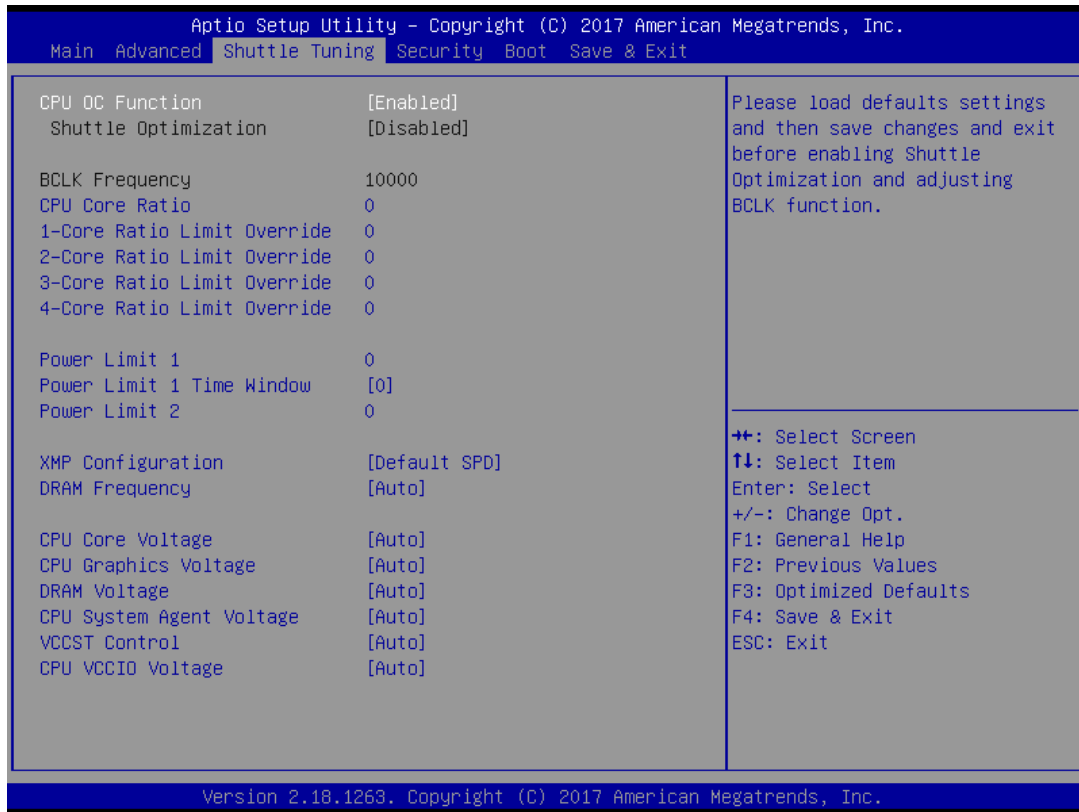 Aptio Setup Utility – Copyright (C) 2017 American Megatrends, Inc.
Main Advanced Shuttle Tuning Security Boot Save & Exit
CPU OC Function [Enabled]
Shuttle Optimization [Disabled]
BCLK Frequency 10000
CPU Core Ratio 0
1-Core Ratio Limit Override 0
2-Core Ratio Limit Override 0
3-Core Ratio Limit Override 0
4-Core Ratio Limit Override 0
Power Limit 1 0
Power Limit 1 Time Window [0]
Power Limit 2 0
XMP Configuration [Default SPD]
DRAM Frequency [Auto]
CPU Core Voltage [Auto]
CPU Graphics Voltage [Auto]
DRAM Voltage [Auto]
CPU System Agent Voltage [Auto]
VCCST Control [Auto]
CPU VCCIO Voltage [Auto]
Please load defaults settings
and then save changes and exit
before enabling Shuttle
Optimization and adjusting
BCLK function.
→←: Select Screen
↑↓: Select Item
Enter: Select
+/-: Change Opt.
F1: General Help
F2: Previous Values
F3: Optimized Defaults
F4: Save & Exit
ESC: Exit
Version 2.18.1263. Copyright (C) 2017 American Megatrends, Inc.